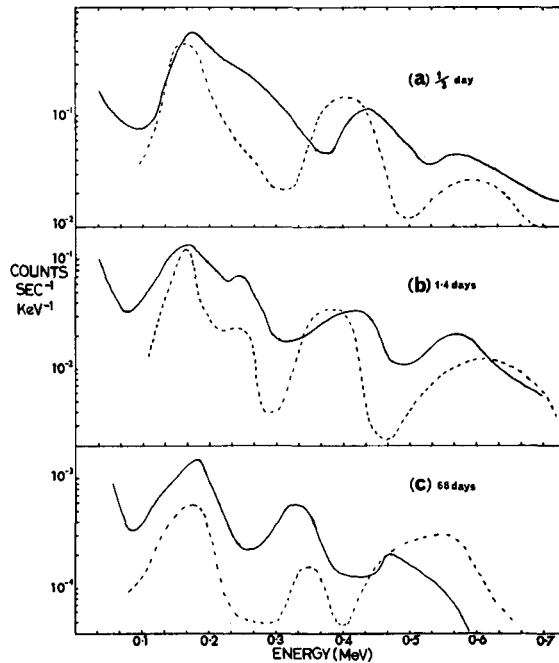 10⁻¹
10⁻²
(a) ⅓ day
10⁻¹
10⁻²
COUNTS
SEC⁻¹
KeV⁻¹
(b) 1·4 days
10⁻³
10⁻⁴
(c) 68 days
0·1 0·2 0·3 0·4 0·5 0·6 0·7
ENERGY (MeV)